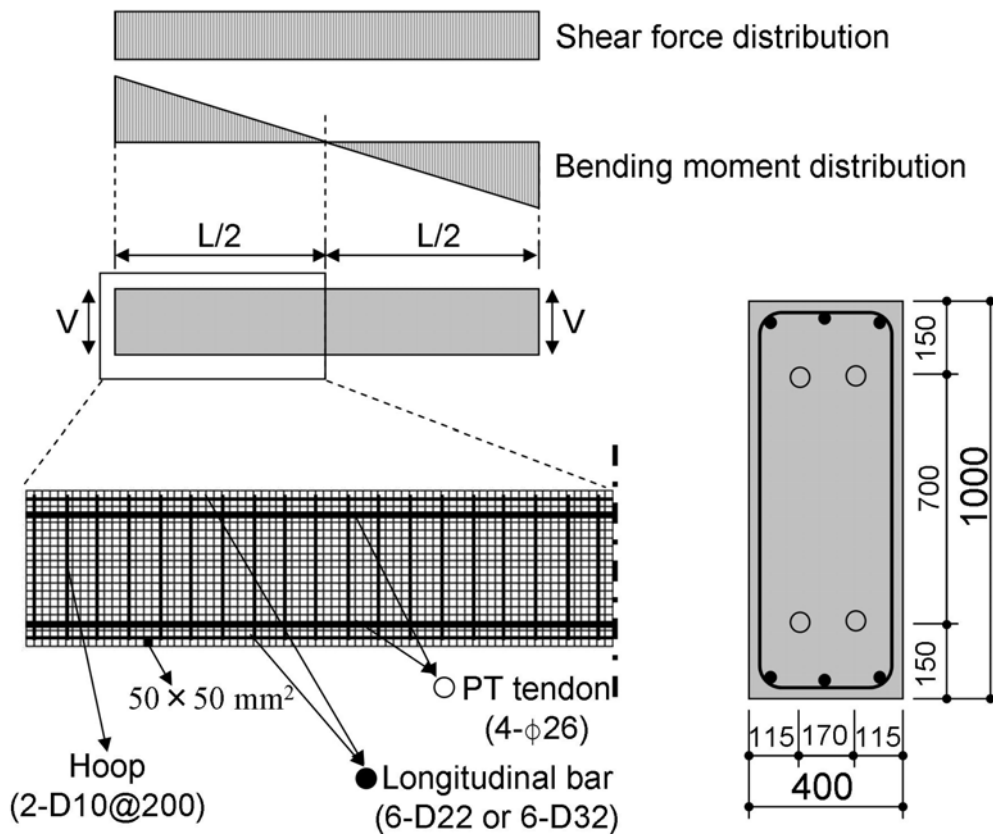 Shear force distribution
Bending moment distribution
L/2
L/2
V
V
50 × 50 mm²
PT tendon
(4-ϕ26)
Hoop
(2-D10@200)
Longitudinal bar
(6-D22 or 6-D32)
150
700
1000
150
115
170
115
400